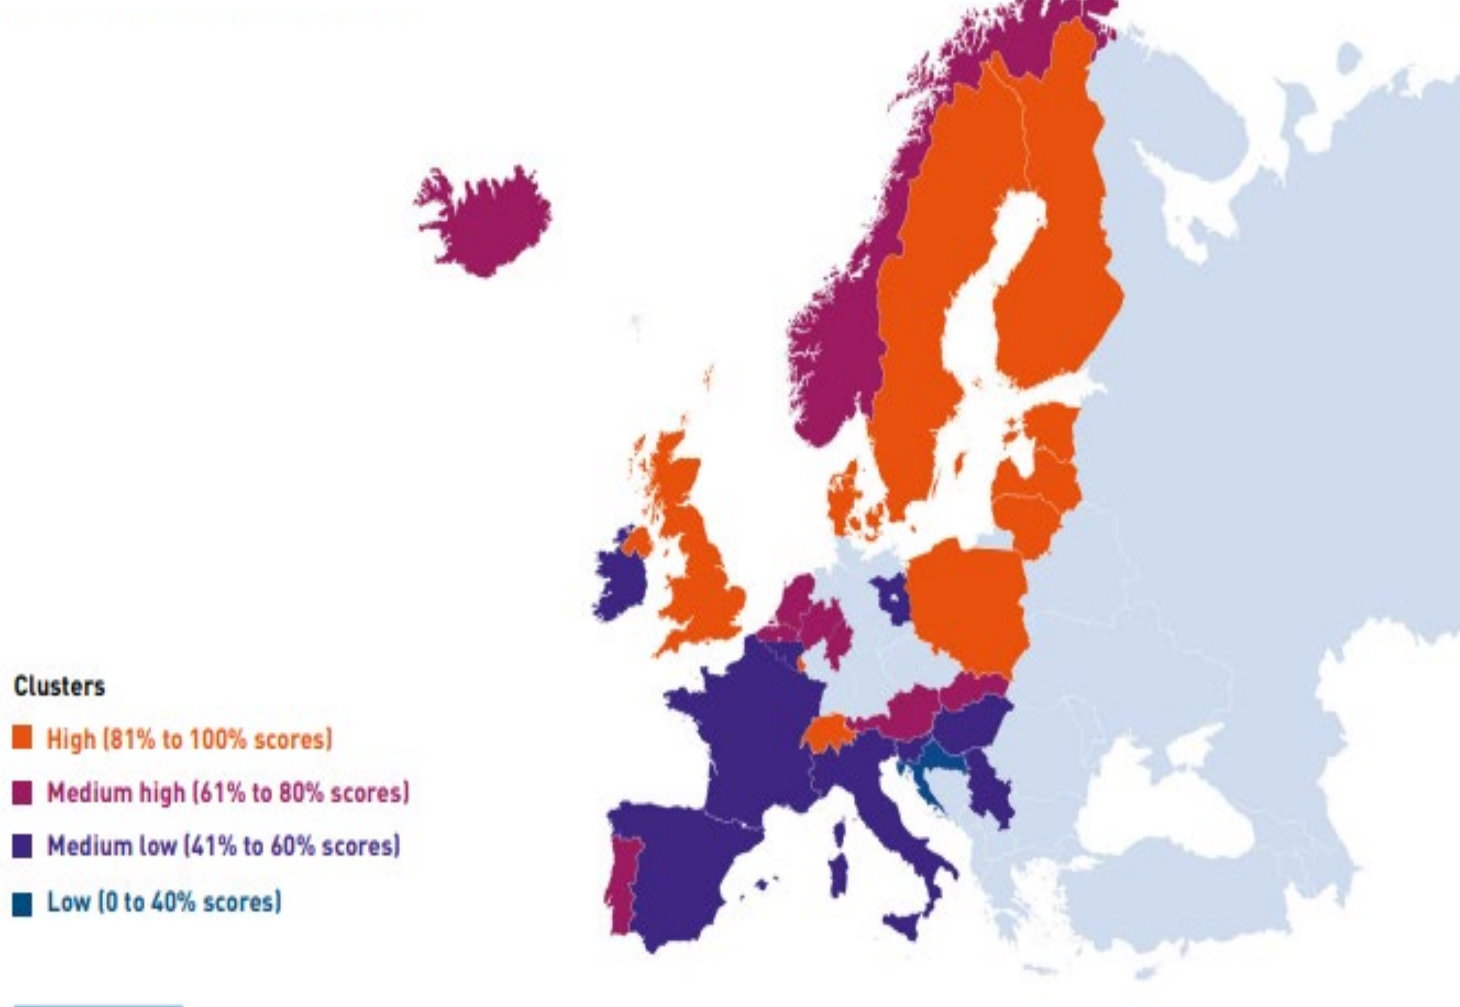 Clusters
High (81% to 100% scores)
Medium high (61% to 80% scores)
Medium low (41% to 60% scores)
Low (0 to 40% scores)